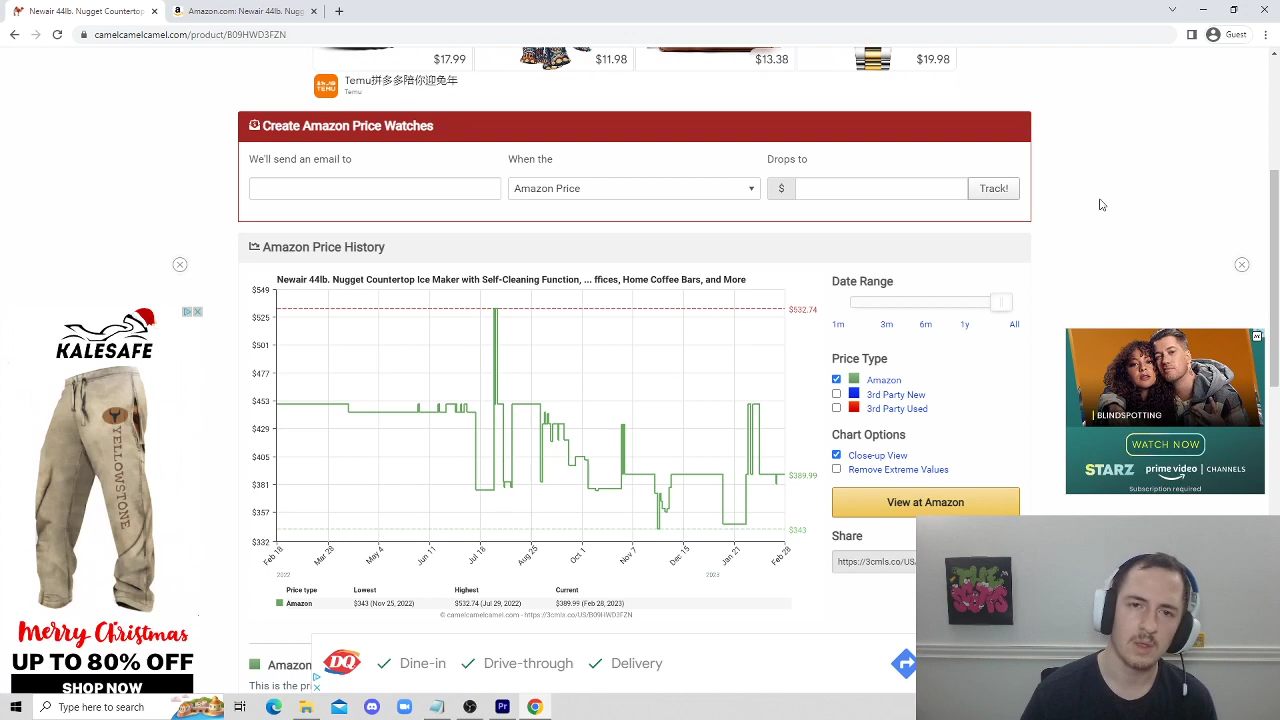 Newair 44lb. Nugget Countertop
Amazon.com: Newair 44lb. Nugg
camelcamelcamel.com/product/B09HWD3FZN
Guest
$17.99
$11.98
$13.38
$19.98
TEMU
Temu拼多多陪你迎兔年
Temu
Create Amazon Price Watches
We'll send an email to
When the
Drops to
Amazon Price
$
Track!
Amazon Price History
Newair 44lb. Nugget Countertop Ice Maker with Self-Cleaning Function, ... ffices, Home Coffee Bars, and More
$549
$525
$501
$477
$453
$429
$405
$381
$357
$332
$532.74
$389.99
$343
Feb 18
Mar 28
May 4
Jun 11
Jul 18
Aug 25
Oct 1
Nov 7
Dec 15
Jan 21
Feb 28
2022
2023
Price type
Lowest
Highest
Current
Amazon
$343 (Nov 25, 2022)
$532.74 (Jul 29, 2022)
$389.99 (Feb 28, 2023)
© camelcamelcamel.com - https://3cmls.co/US/B09HWD3FZN
Date Range
1m
3m
6m
1y
All
Price Type
Amazon
3rd Party New
3rd Party Used
Chart Options
Close-up View
Remove Extreme Values
View at Amazon
Share
https://3cmls.co/US/
Amazon
This is the pri
KALESAFE
YELLOWSTONE
Merry Christmas
UP TO 80% OFF
SHOP NOW
BLINDSPOTTING
WATCH NOW
STARZ
prime video
CHANNELS
Subscription required
DQ
Dine-in
Drive-through
Delivery
Type here to search
Pr